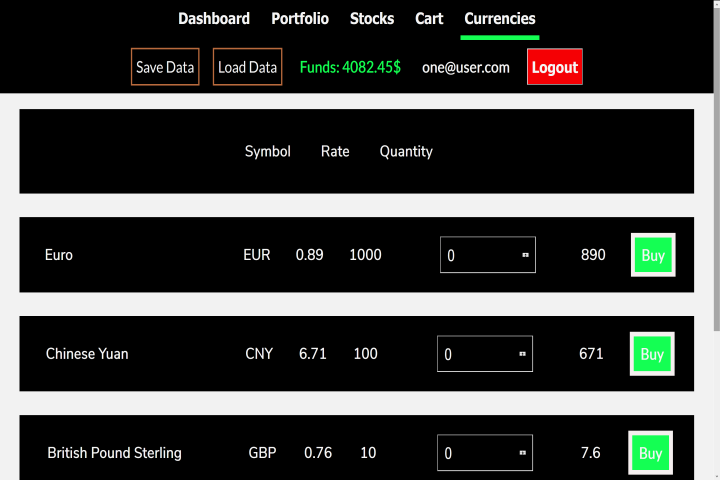 Dashboard Portfolio Stocks Cart Currencies
Save Data Load Data Funds: 4082.45$ one@user.com Logout
Symbol Rate Quantity
Euro EUR 0.89 1000 0 890 Buy
Chinese Yuan CNY 6.71 100 0 671 Buy
British Pound Sterling GBP 0.76 10 0 7.6 Buy